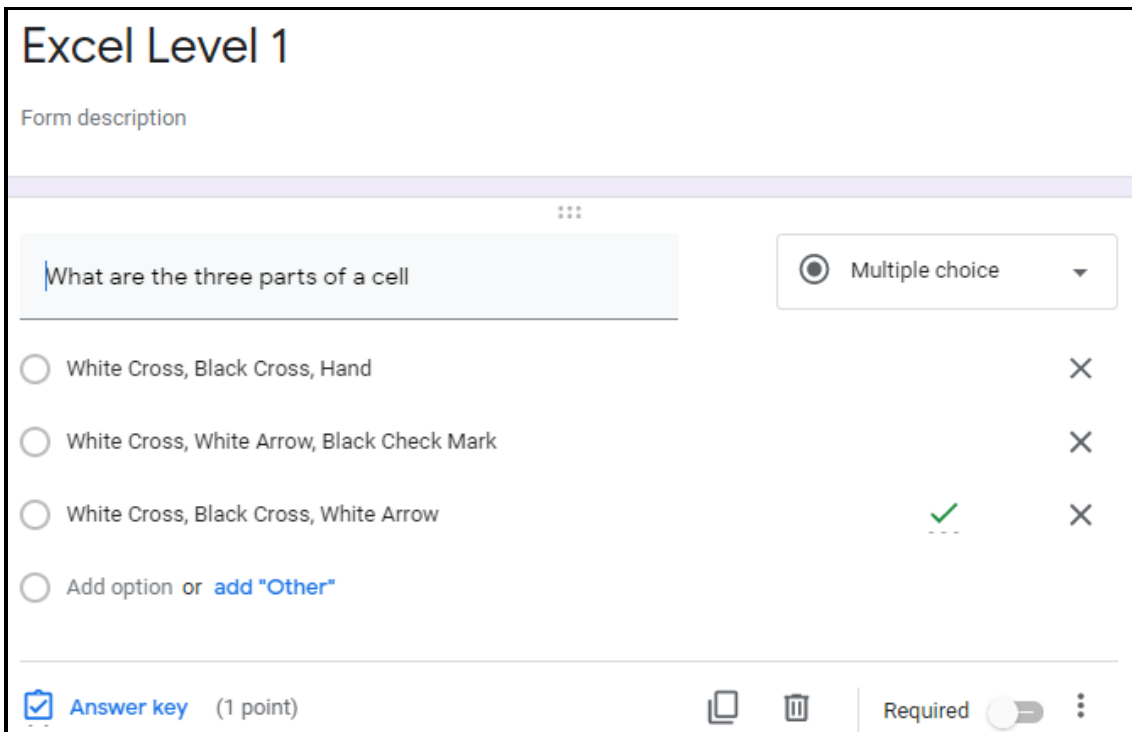 Excel Level 1
Form description
What are the three parts of a cell
Multiple choice
White Cross, Black Cross, Hand
White Cross, White Arrow, Black Check Mark
White Cross, Black Cross, White Arrow
Add option or add "Other"
Answer key (1 point) Required